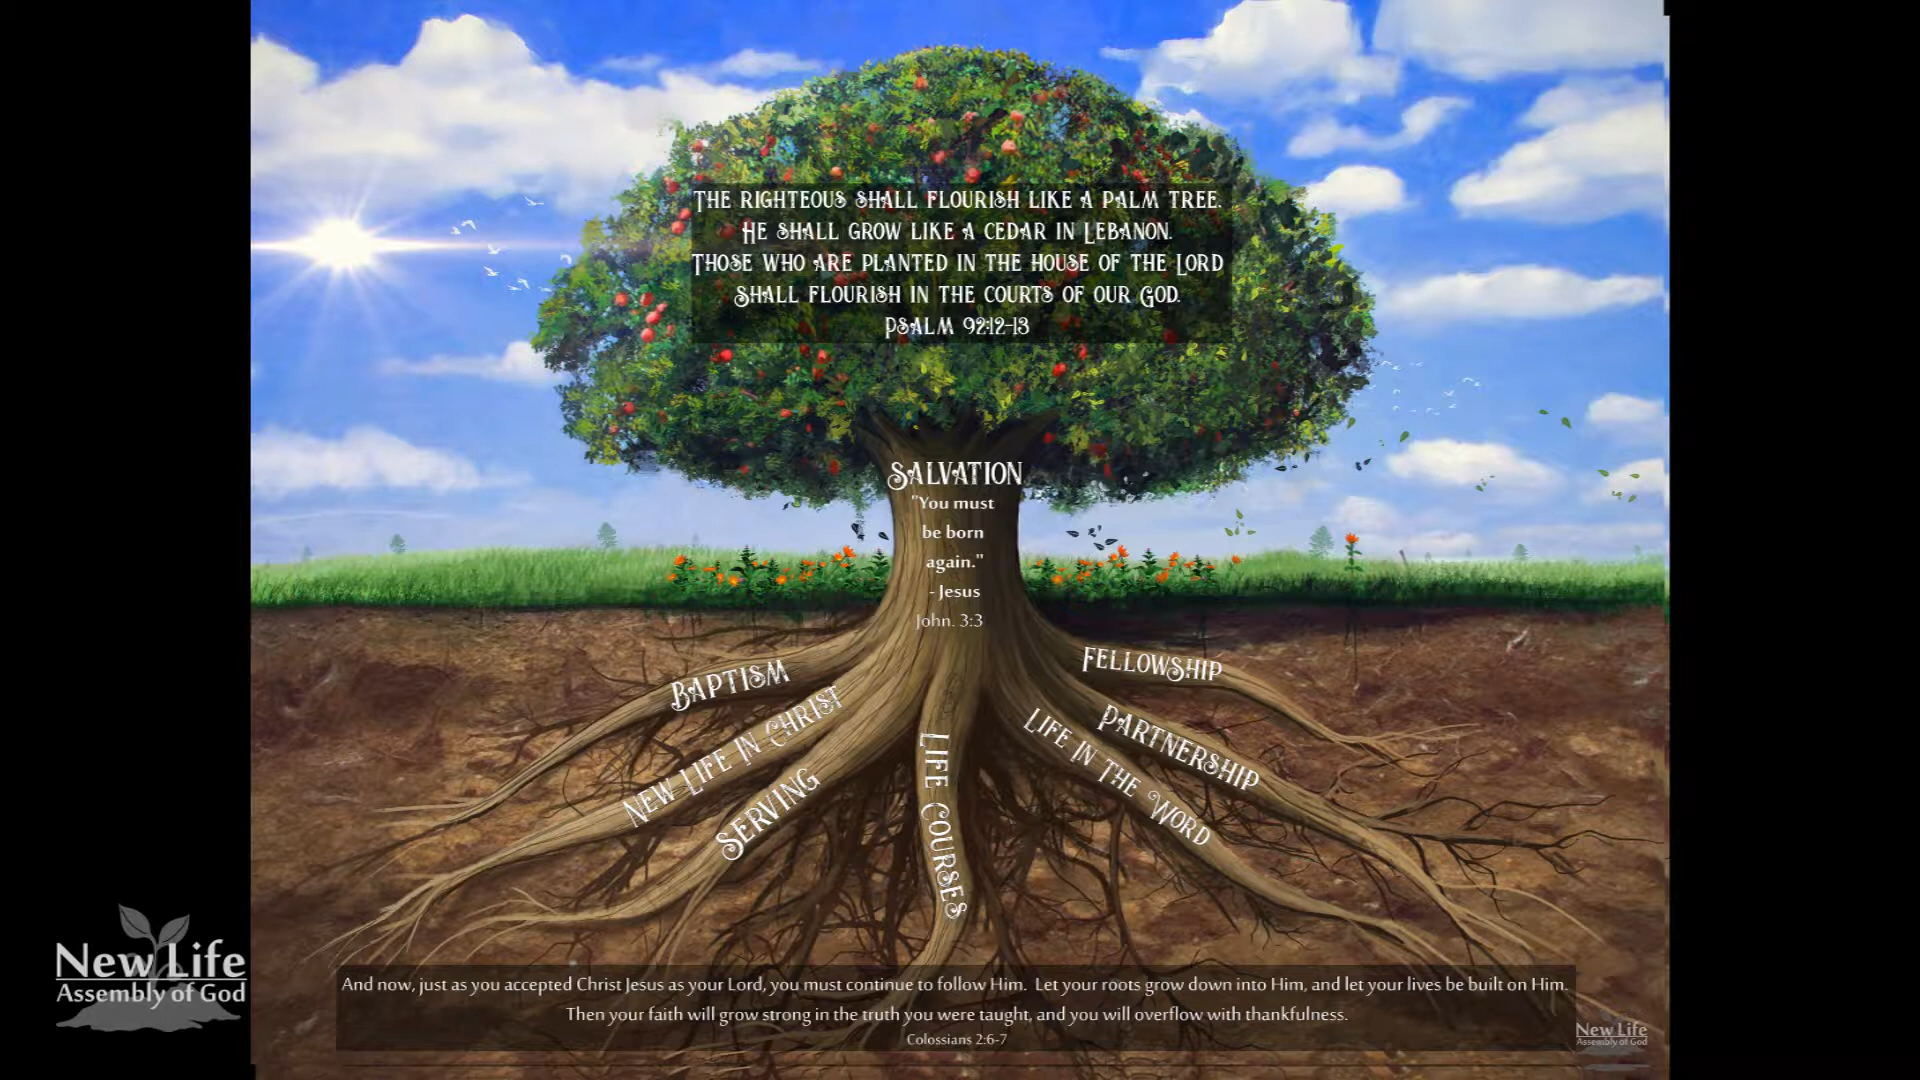 The righteous shall flourish like a palm tree.
He shall grow like a cedar in Lebanon.
Those who are planted in the house of the Lord
Shall flourish in the courts of our God.
Psalm 92:12-13
Salvation
"You must
be born
again."
- Jesus
John. 3:3
Baptism
New Life in Christ
Serving
Life Courses
Life in the Word
Partnership
Fellowship
And now, just as you accepted Christ Jesus as your Lord, you must continue to follow Him. Let your roots grow down into Him, and let your lives be built on Him.
Then your faith will grow strong in the truth you were taught, and you will overflow with thankfulness.
Colossians 2:6-7
New Life
Assembly of God
New Life
Assembly of God